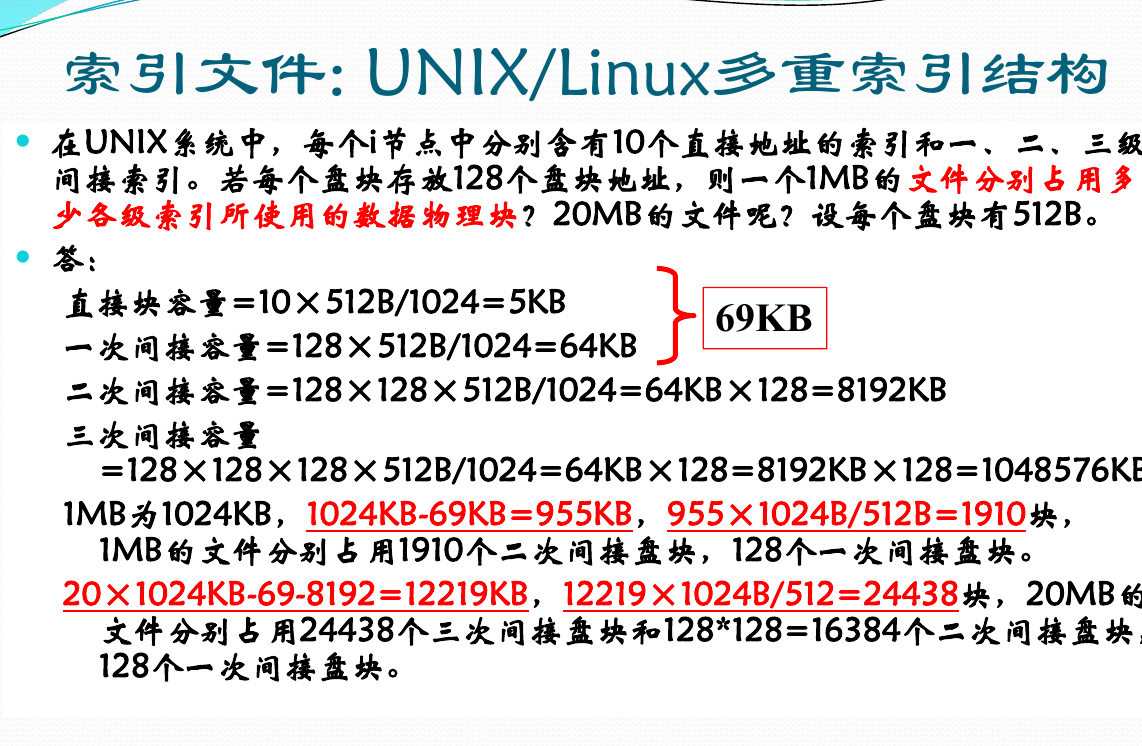 索引文件: UNIX/Linux多重索引结构
在UNIX系统中，每个i节点中分别含有10个直接地址的索引和一、二、三级
间接索引。若每个盘块存放128个盘块地址，则一个1MB的文件分别占用多
少各级索引所使用的数据物理块？20MB的文件呢？设每个盘块有512B。
答：
直接块容量=10×512B/1024=5KB
一次间接容量=128×512B/1024=64KB
69KB
二次间接容量=128×128×512B/1024=64KB×128=8192KB
三次间接容量
=128×128×128×512B/1024=64KB×128=8192KB×128=1048576KB
1MB为1024KB，1024KB-69KB=955KB，955×1024B/512B=1910块，
1MB的文件分别占用1910个二次间接盘块，128个一次间接盘块。
20×1024KB-69-8192=12219KB，12219×1024B/512=24438块，20MB的
文件分别占用24438个三次间接盘块和128*128=16384个二次间接盘块，
128个一次间接盘块。